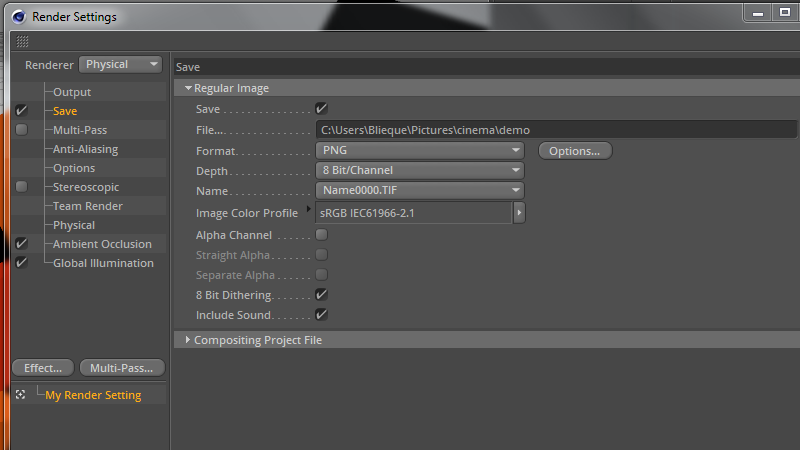 Render Settings
Renderer Physical
Output
Save
Multi-Pass
Anti-Aliasing
Options
Stereoscopic
Team Render
Physical
Ambient Occlusion
Global Illumination
Effect... Multi-Pass...
My Render Setting
Save
Regular Image
Save
File... C:\Users\Blieque\Pictures\cinema\demo
Format PNG Options...
Depth 8 Bit/Channel
Name Name0000.TIF
Image Color Profile sRGB IEC61966-2.1
Alpha Channel
Straight Alpha
Separate Alpha
8 Bit Dithering
Include Sound
Compositing Project File